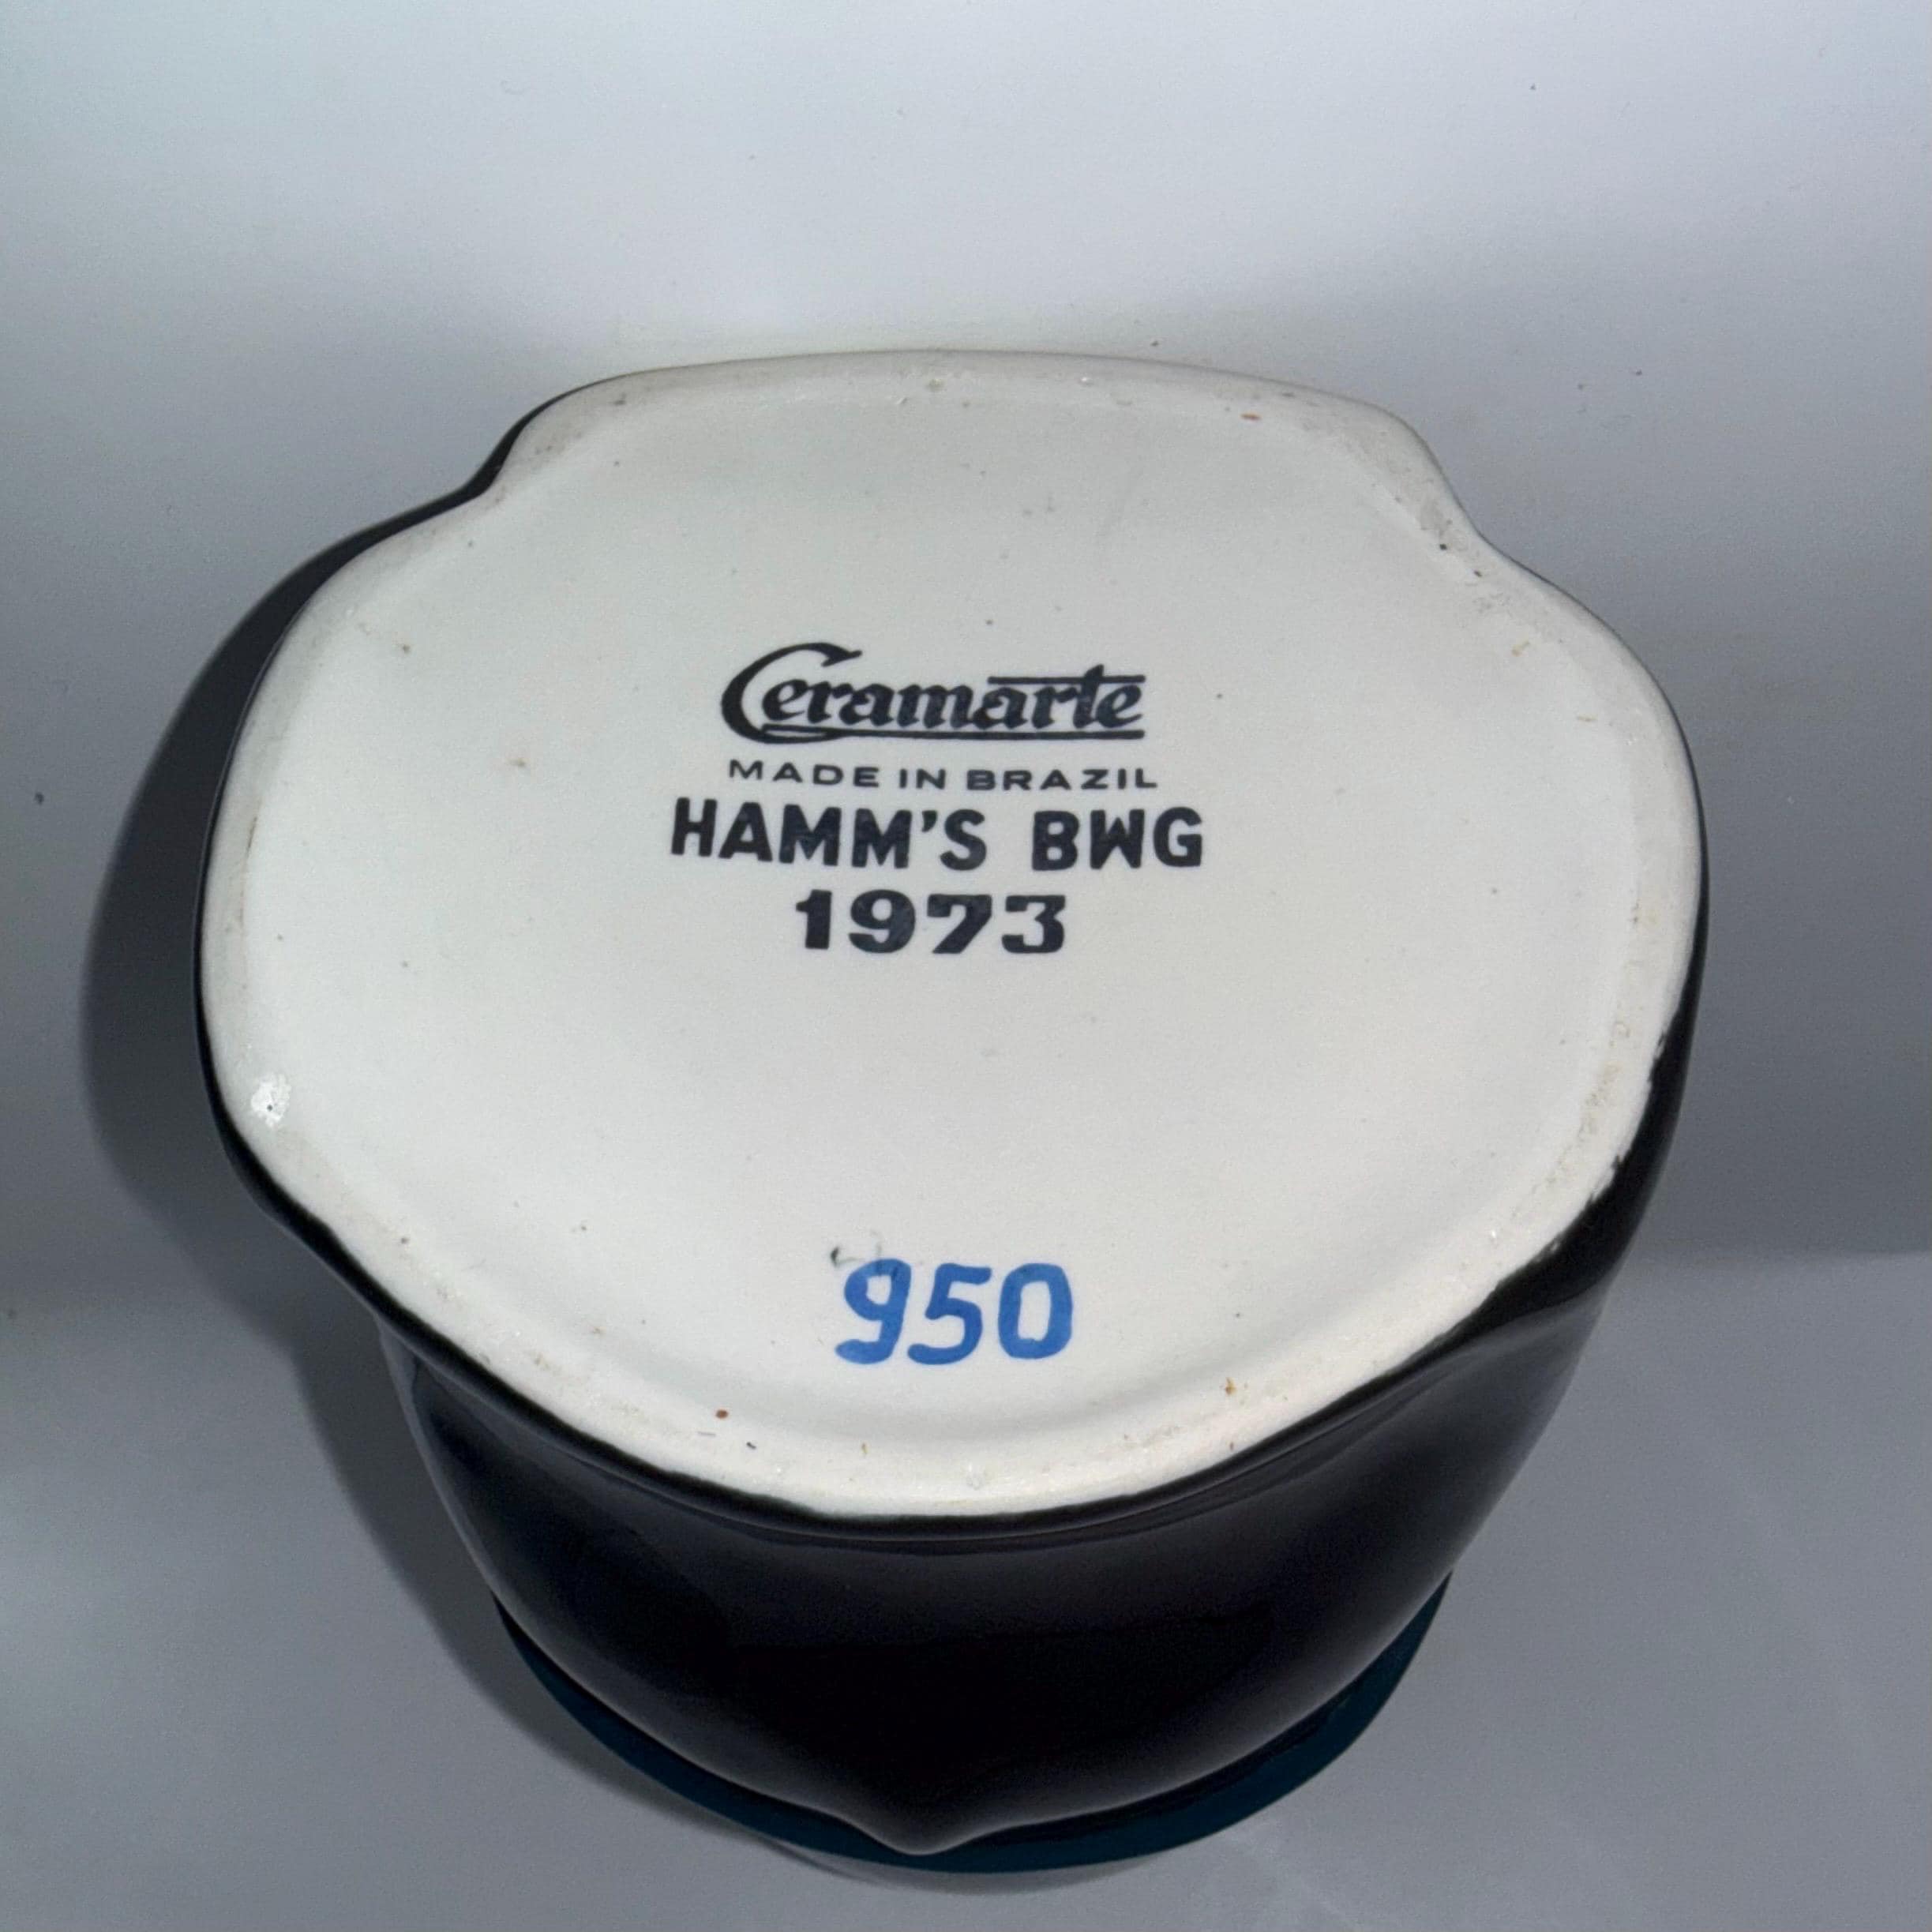 Ceramarte
MADE IN BRAZIL
HAMM'S BWG
1973
950